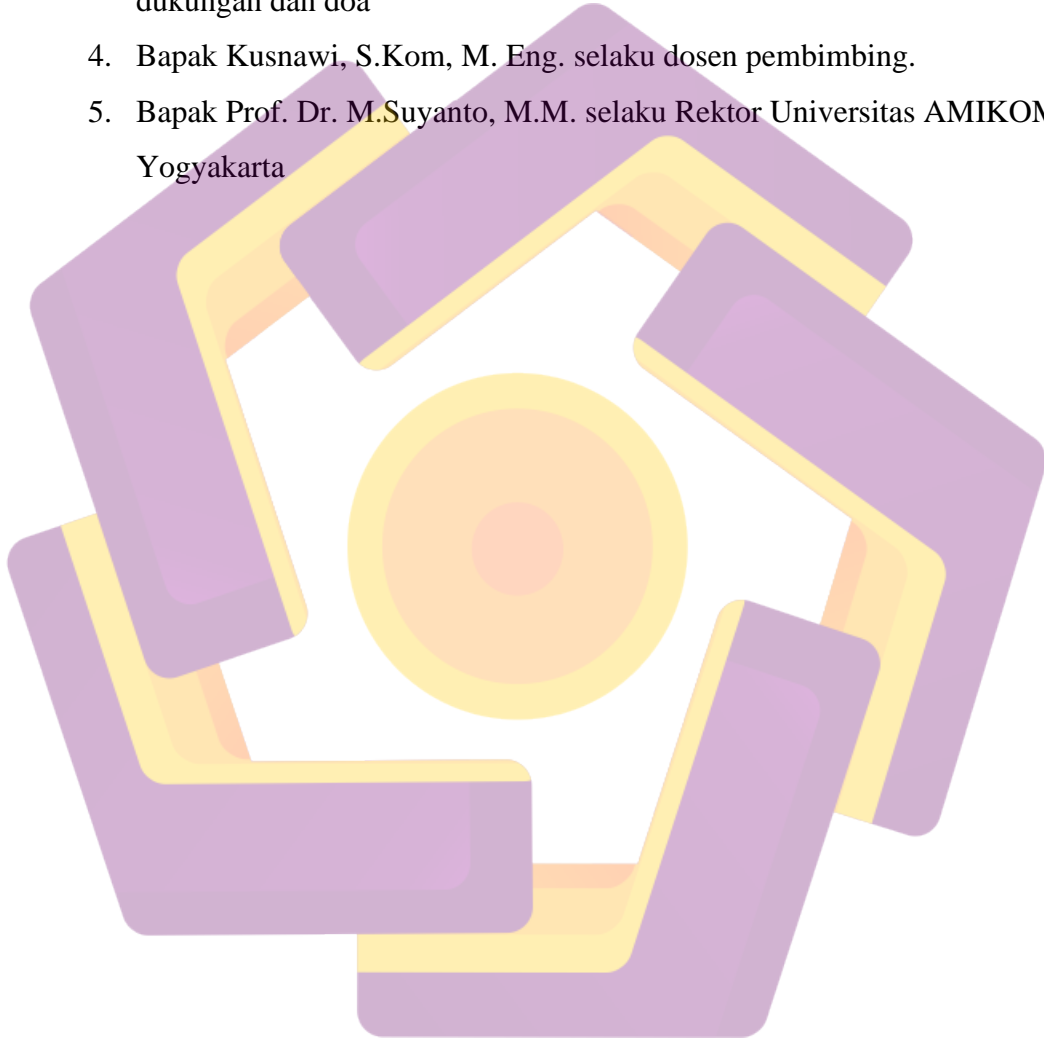 dukungan dan doa
4. Bapak Kusnawi, S.Kom, M. Eng. selaku dosen pembimbing.
5. Bapak Prof. Dr. M.Suyanto, M.M. selaku Rektor Universitas AMIKOM
Yogyakarta